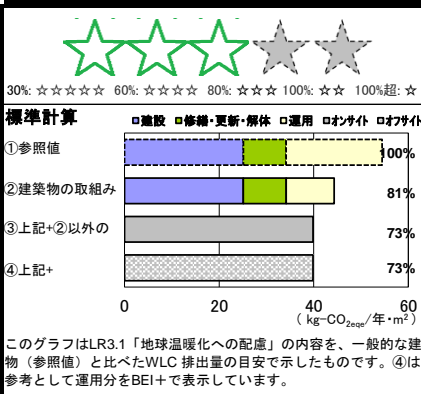 30%: ☆☆☆☆☆ 60%: ☆☆☆☆ 80%: ☆☆☆ 100%: ☆☆ 100%超: ☆
標準計算 建設 修繕・更新・解体 運用 オンサイト オフサイト
①参照値 100%
②建築物の取組み 81%
③上記+②以外の 73%
④上記+ 73%
0 20 40 60
( kg-CO2eqe/年・m² )
このグラフはLR3.1「地球温暖化への配慮」の内容を、一般的な建
物（参照値）と比べたWLC 排出量の目安で示したものです。④は
参考として運用分をBEI＋で表示しています。